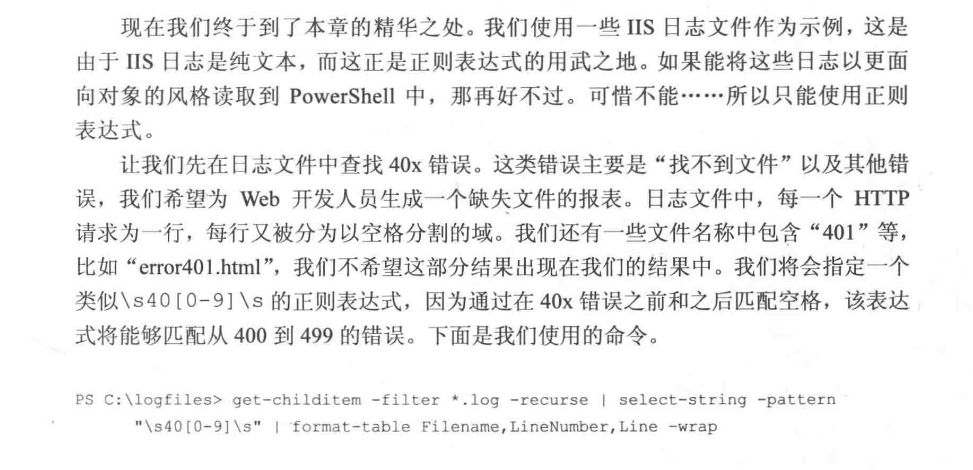 现在我们终于到了本章的精华之处。我们使用一些 IIS 日志文件作为示例，这是
由于 IIS 日志是纯文本，而这正是正则表达式的用武之地。如果能将这些日志以更面
向对象的风格读取到 PowerShell 中，那再好不过。可惜不能……所以只能使用正则
表达式。
让我们先在日志文件中查找 40x 错误。这类错误主要是“找不到文件”以及其他错
误，我们希望为 Web 开发人员生成一个缺失文件的报表。日志文件中，每一个 HTTP
请求为一行，每行又被分为以空格分割的域。我们还有一些文件名称中包含“401”等，
比如“error401.html”，我们不希望这部分结果出现在我们的结果中。我们将会指定一个
类似\s40[0-9]\s 的正则表达式，因为通过在 40x 错误之前和之后匹配空格，该表达
式将能够匹配从 400 到 499 的错误。下面是我们使用的命令。
PS C:\logfiles> get-childitem -filter *.log -recurse | select-string -pattern
"\s40[0-9]\s" | format-table Filename,LineNumber,Line -wrap